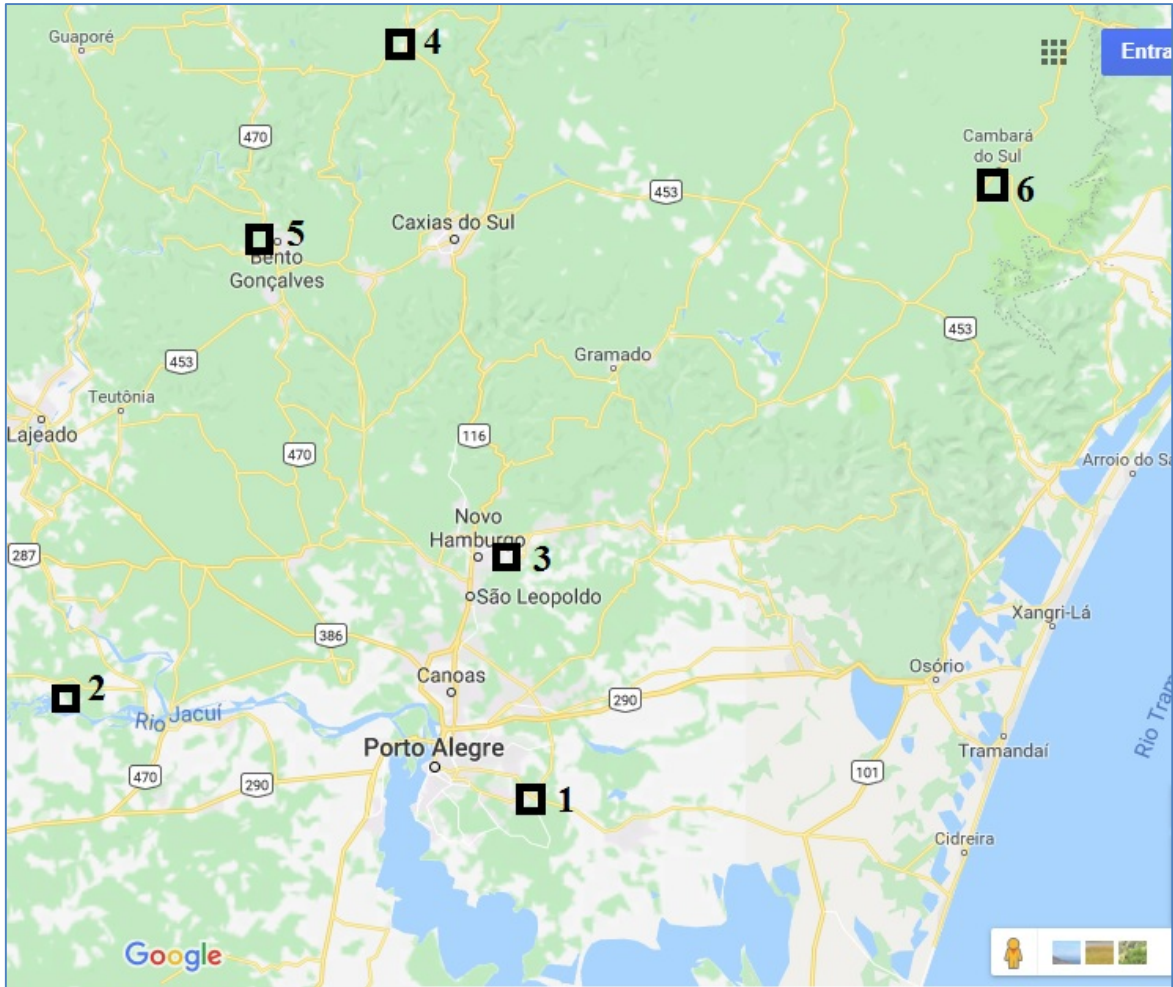 Guaporé
4
Entra
470
Cambará
do Sul
453
6
Caxias do Sul
5
Bento
Gonçalves
453
Gramado
453
Teutônia
Lajeado
116
470
Arroio do Sa
Novo
Hamburgo
287
3
São Leopoldo
Xangri-Lá
386
Osório
Canoas
2
290
Rio Jacuí
Rio Tram
Porto Alegre
Tramandaí
470
290
101
1
Cidreira
Google